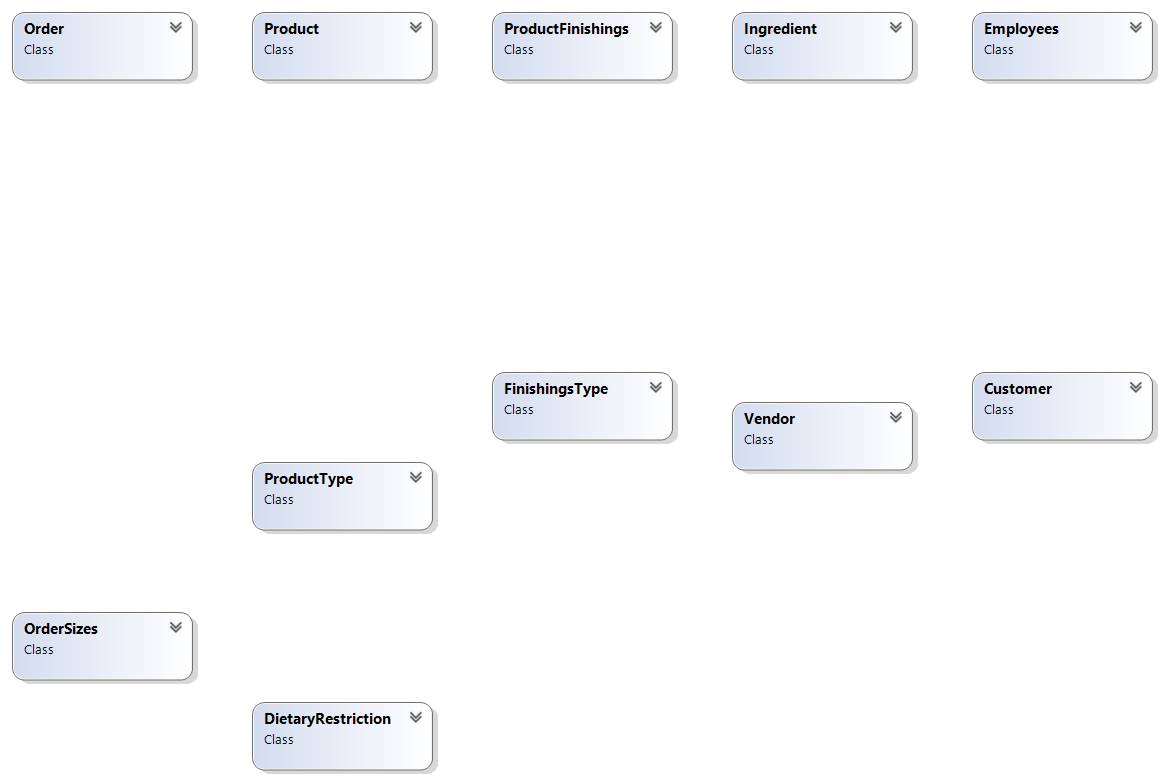 Order
Class
Product
Class
ProductFinishings
Class
Ingredient
Class
Employees
Class
FinishingsType
Class
Customer
Class
Vendor
Class
ProductType
Class
OrderSizes
Class
DietaryRestriction
Class